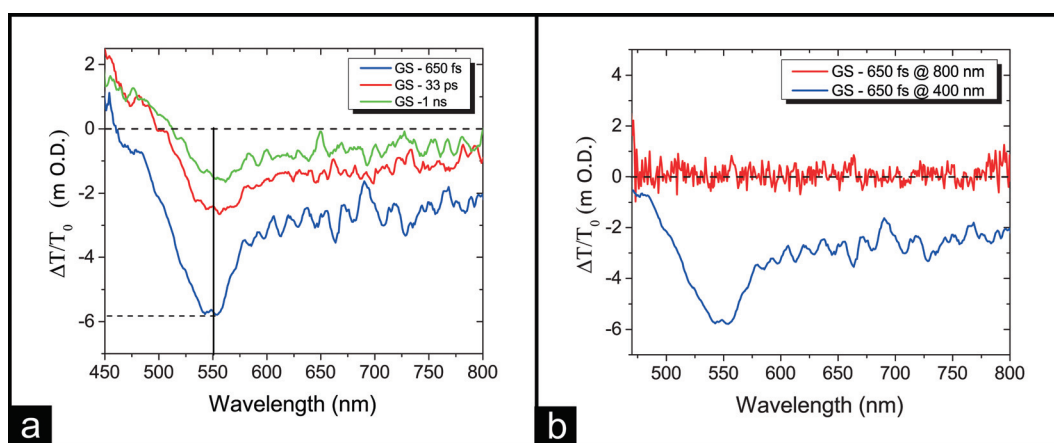 GS - 650 fs
GS - 33 ps
GS -1 ns
ΔT/T₀ (m O.D.)
2
0
-2
-4
-6
450 500 550 600 650 700 750 800
Wavelength (nm)
a
GS - 650 fs @ 800 nm
GS - 650 fs @ 400 nm
ΔT/T₀ (m O.D.)
4
2
0
-2
-4
-6
500 550 600 650 700 750 800
Wavelength (nm)
b